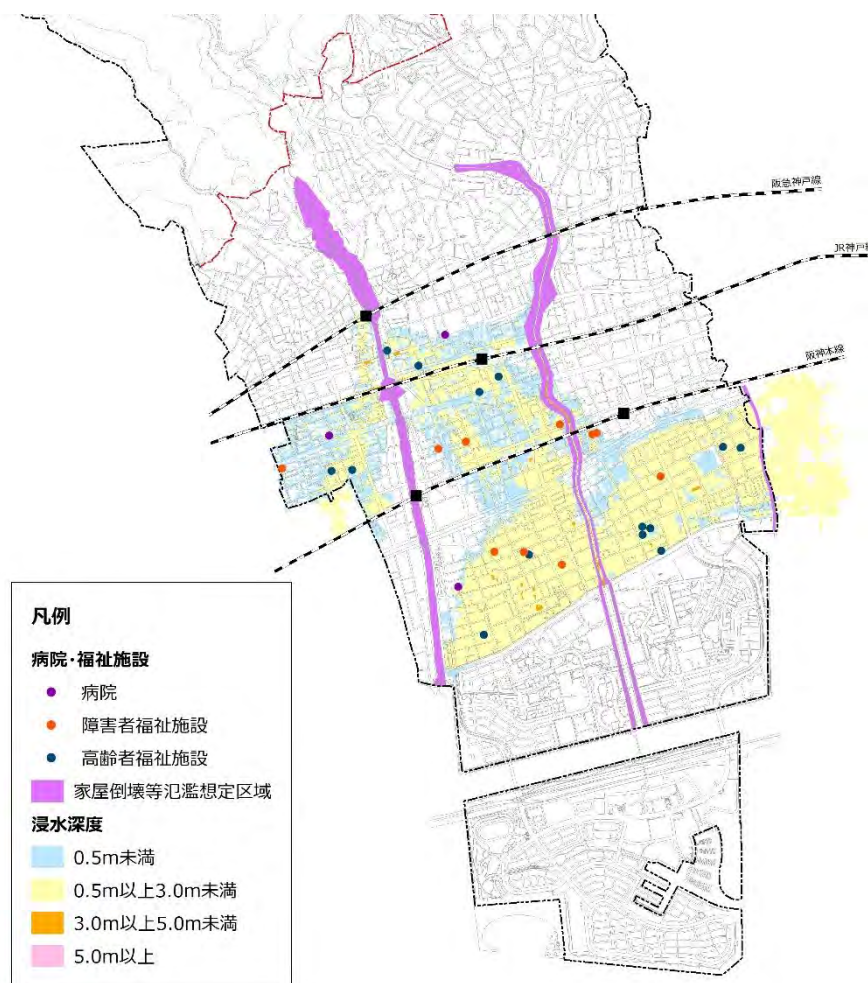 阪急神戸線
JR神戸線
阪神本線
凡例
病院・福祉施設
病院
障害者福祉施設
高齢者福祉施設
家屋倒壊等氾濫想定区域
浸水深度
0.5m未満
0.5m以上3.0m未満
3.0m以上5.0m未満
5.0m以上